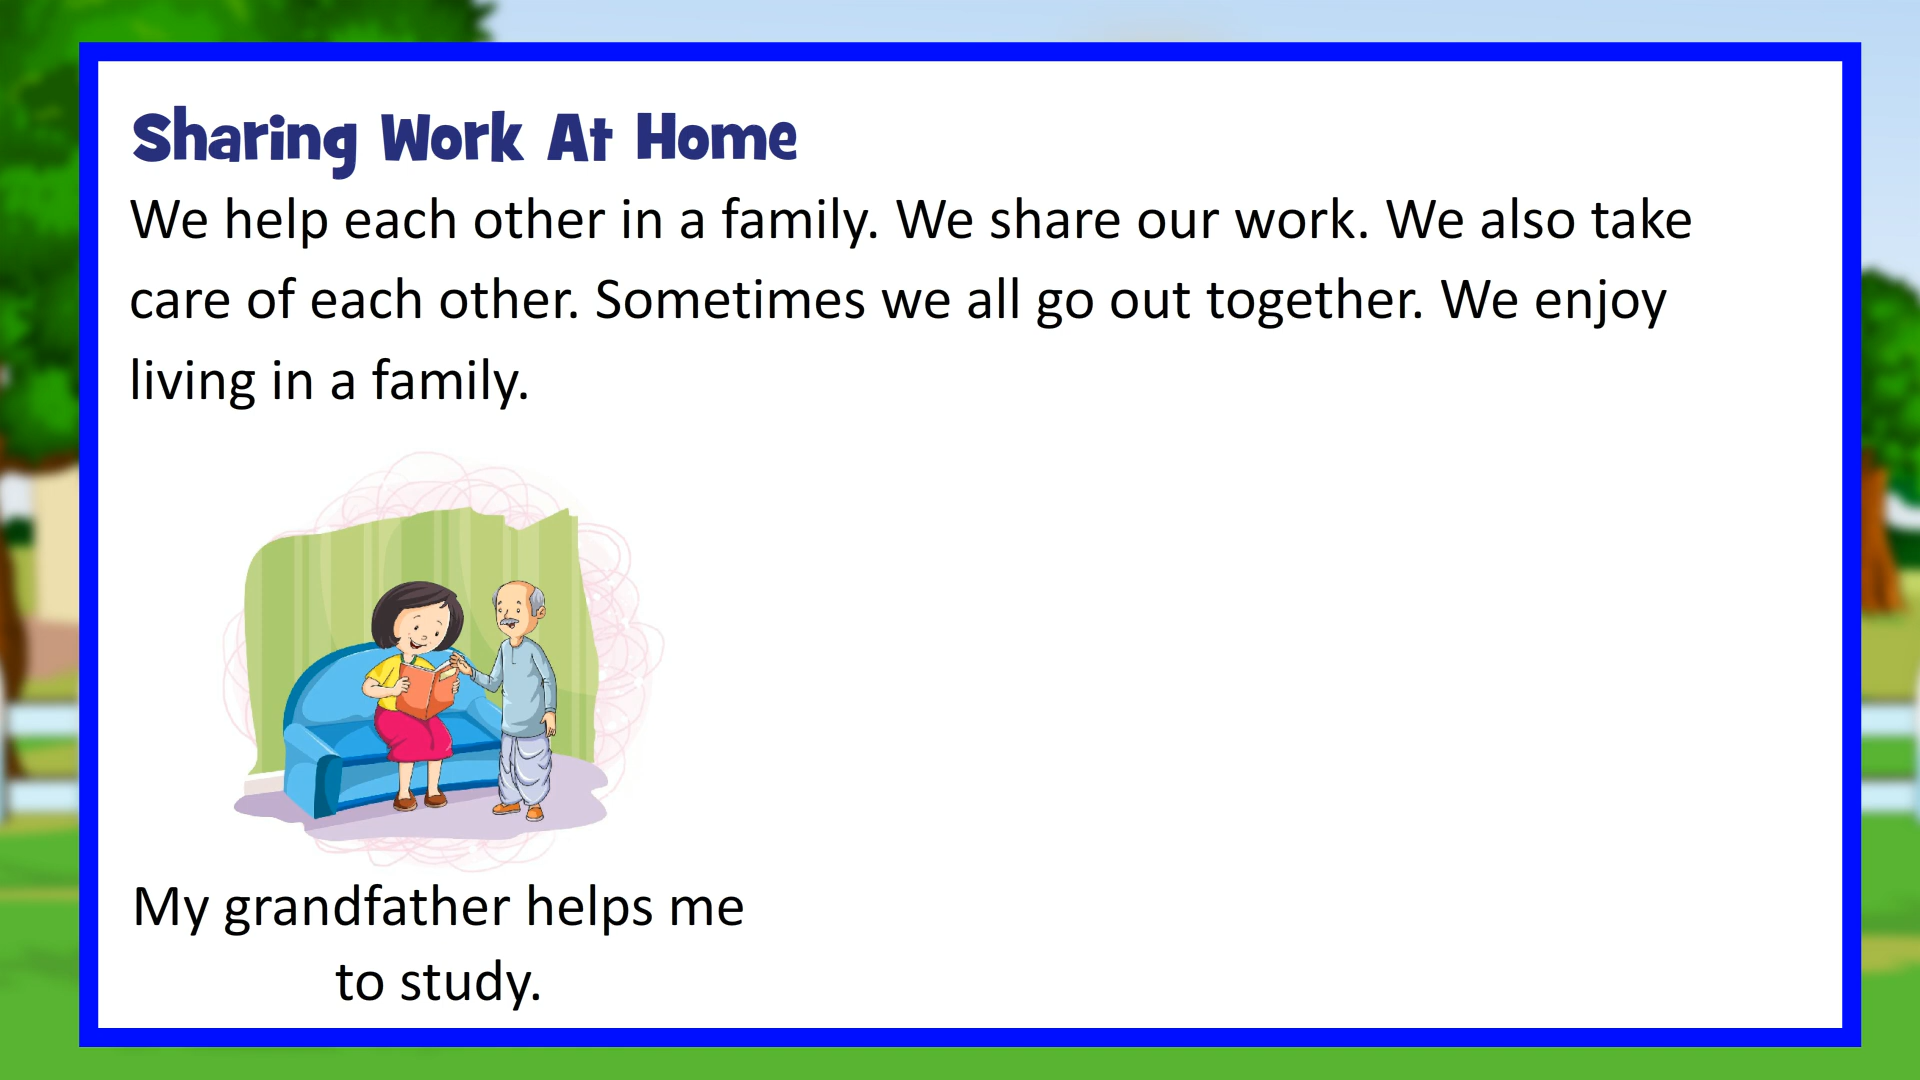 Sharing Work At Home
We help each other in a family. We share our work. We also take
care of each other. Sometimes we all go out together. We enjoy
living in a family.
My grandfather helps me
to study.